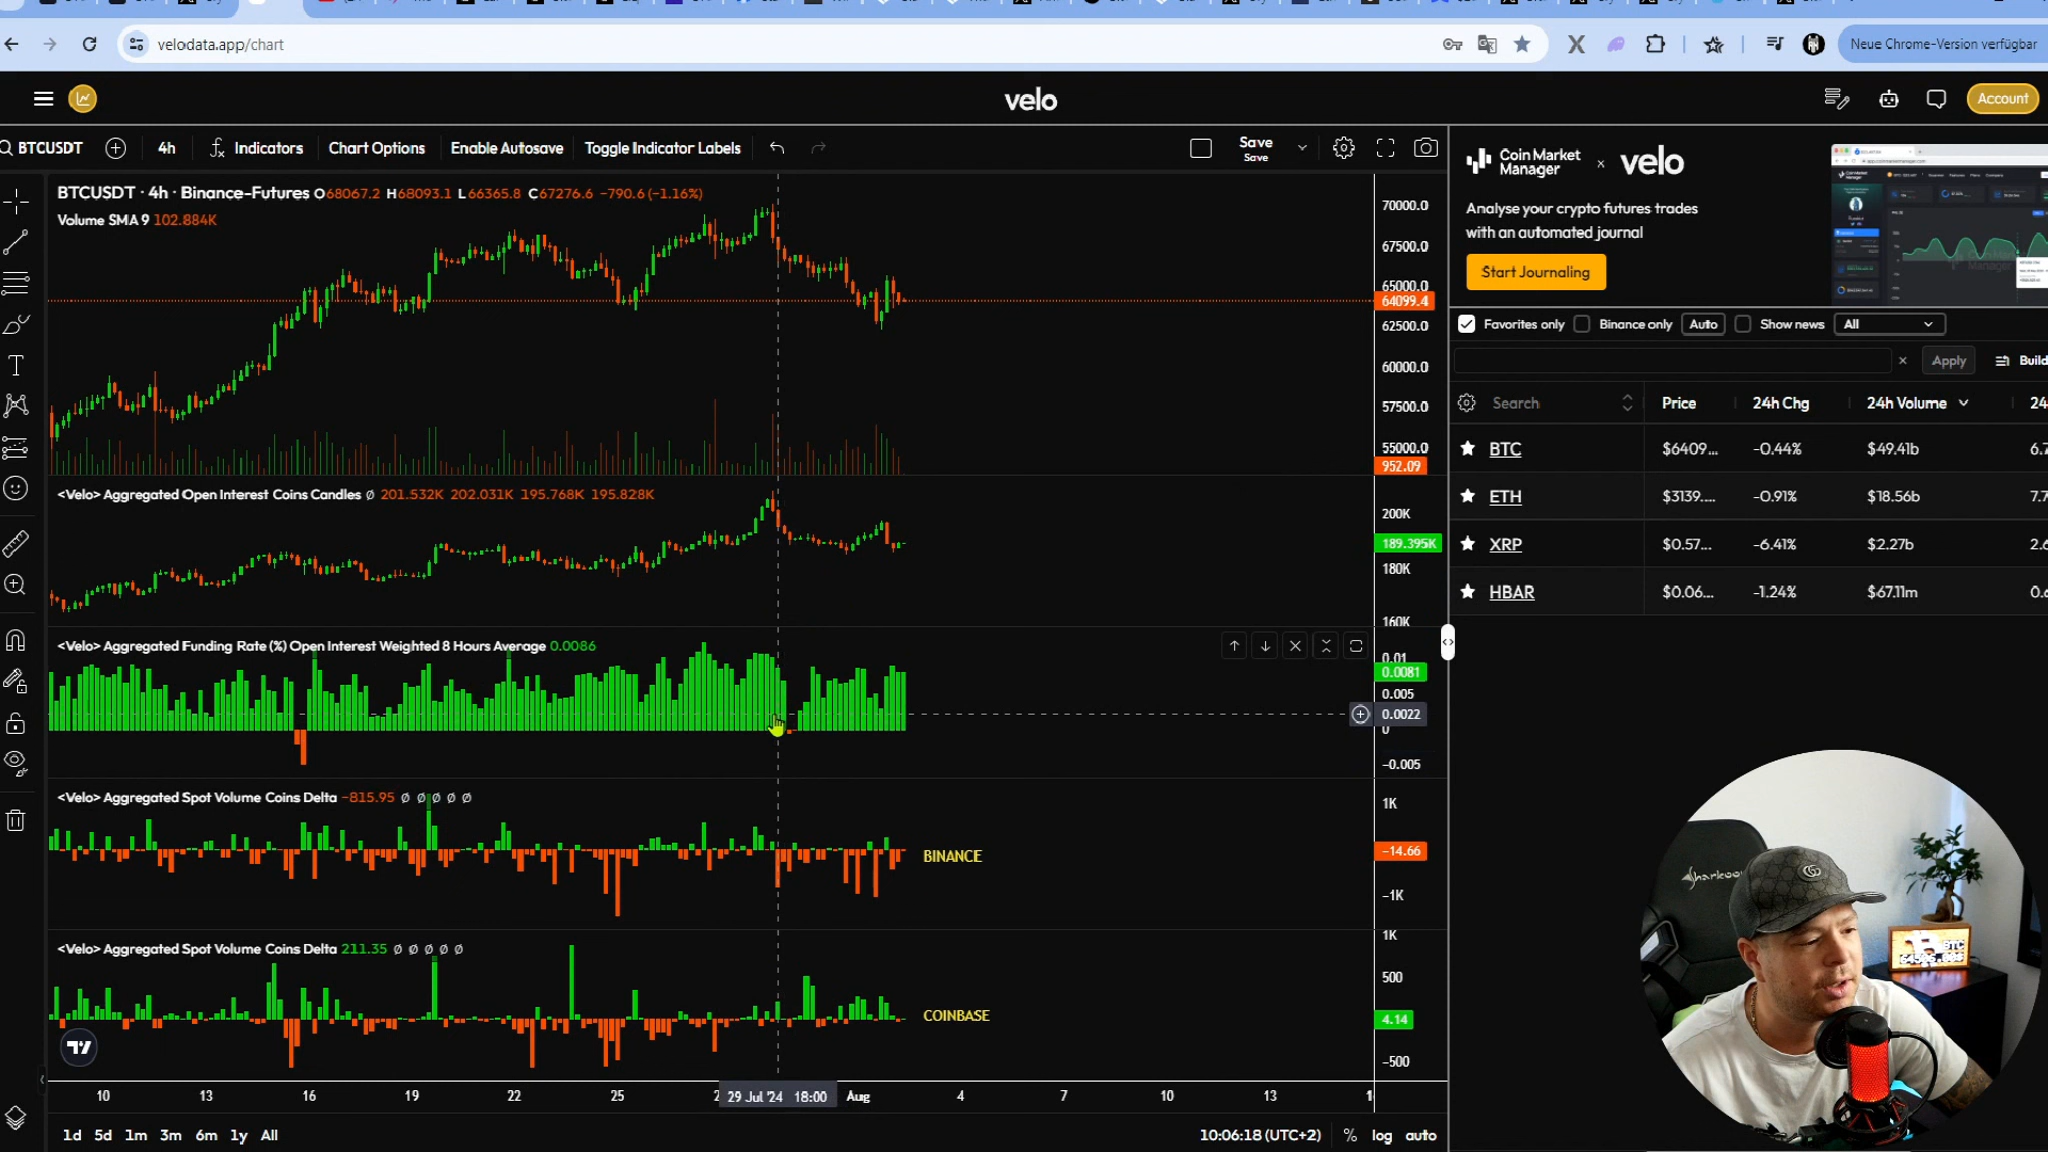 velodata.app/chart
Neue Chrome-Version verfügbar
velo
Account
BTCUSDT
4h
Indicators
Chart Options
Enable Autosave
Toggle Indicator Labels
Save
Save
BTCUSDT · 4h · Binance-Futures O68067.2 H68093.1 L66365.8 C67276.6 −790.6 (−1.16%)
Volume SMA 9 102.884K
70000.0
67500.0
65000.0
64099.4
62500.0
60000.0
57500.0
55000.0
952.09
<Velo> Aggregated Open Interest Coins Candles ∅ 201.532K 202.031K 195.768K 195.828K
200K
189.395K
180K
160K
<Velo> Aggregated Funding Rate (%) Open Interest Weighted 8 Hours Average 0.0086
0.01
0.0081
0.005
0.0022
0
−0.005
<Velo> Aggregated Spot Volume Coins Delta −815.95 ∅ ∅ ∅ ∅ ∅
1K
BINANCE
−14.66
−1K
<Velo> Aggregated Spot Volume Coins Delta 211.35 ∅ ∅ ∅ ∅ ∅
1K
500
COINBASE
4.14
−500
10
13
16
19
22
25
29 Jul '24 18:00
Aug
4
7
10
13
1d 5d 1m 3m 6m 1y All
10:06:18 (UTC+2)
%
log
auto
Coin Market
Manager
x
velo
Analyse your crypto futures trades
with an automated journal
Start Journaling
Favorites only
Binance only
Auto
Show news
All
Apply
Build
Search
Price
24h Chg
24h Volume
24
BTC $6409... -0.44% $49.41b 6.7
ETH $3139.... -0.91% $18.56b 7.7
XRP $0.57... -6.41% $2.27b 2.6
HBAR $0.06... -1.24% $67.11m 0.6
BTC